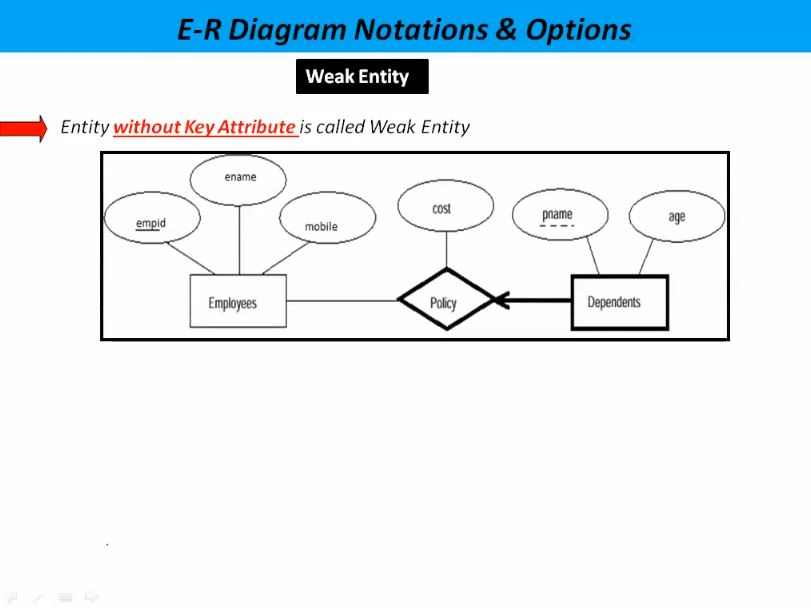 E-R Diagram Notations & Options
Weak Entity
Entity without Key Attribute is called Weak Entity
ename
empid
mobile
cost
pname
age
Employees
Policy
Dependents